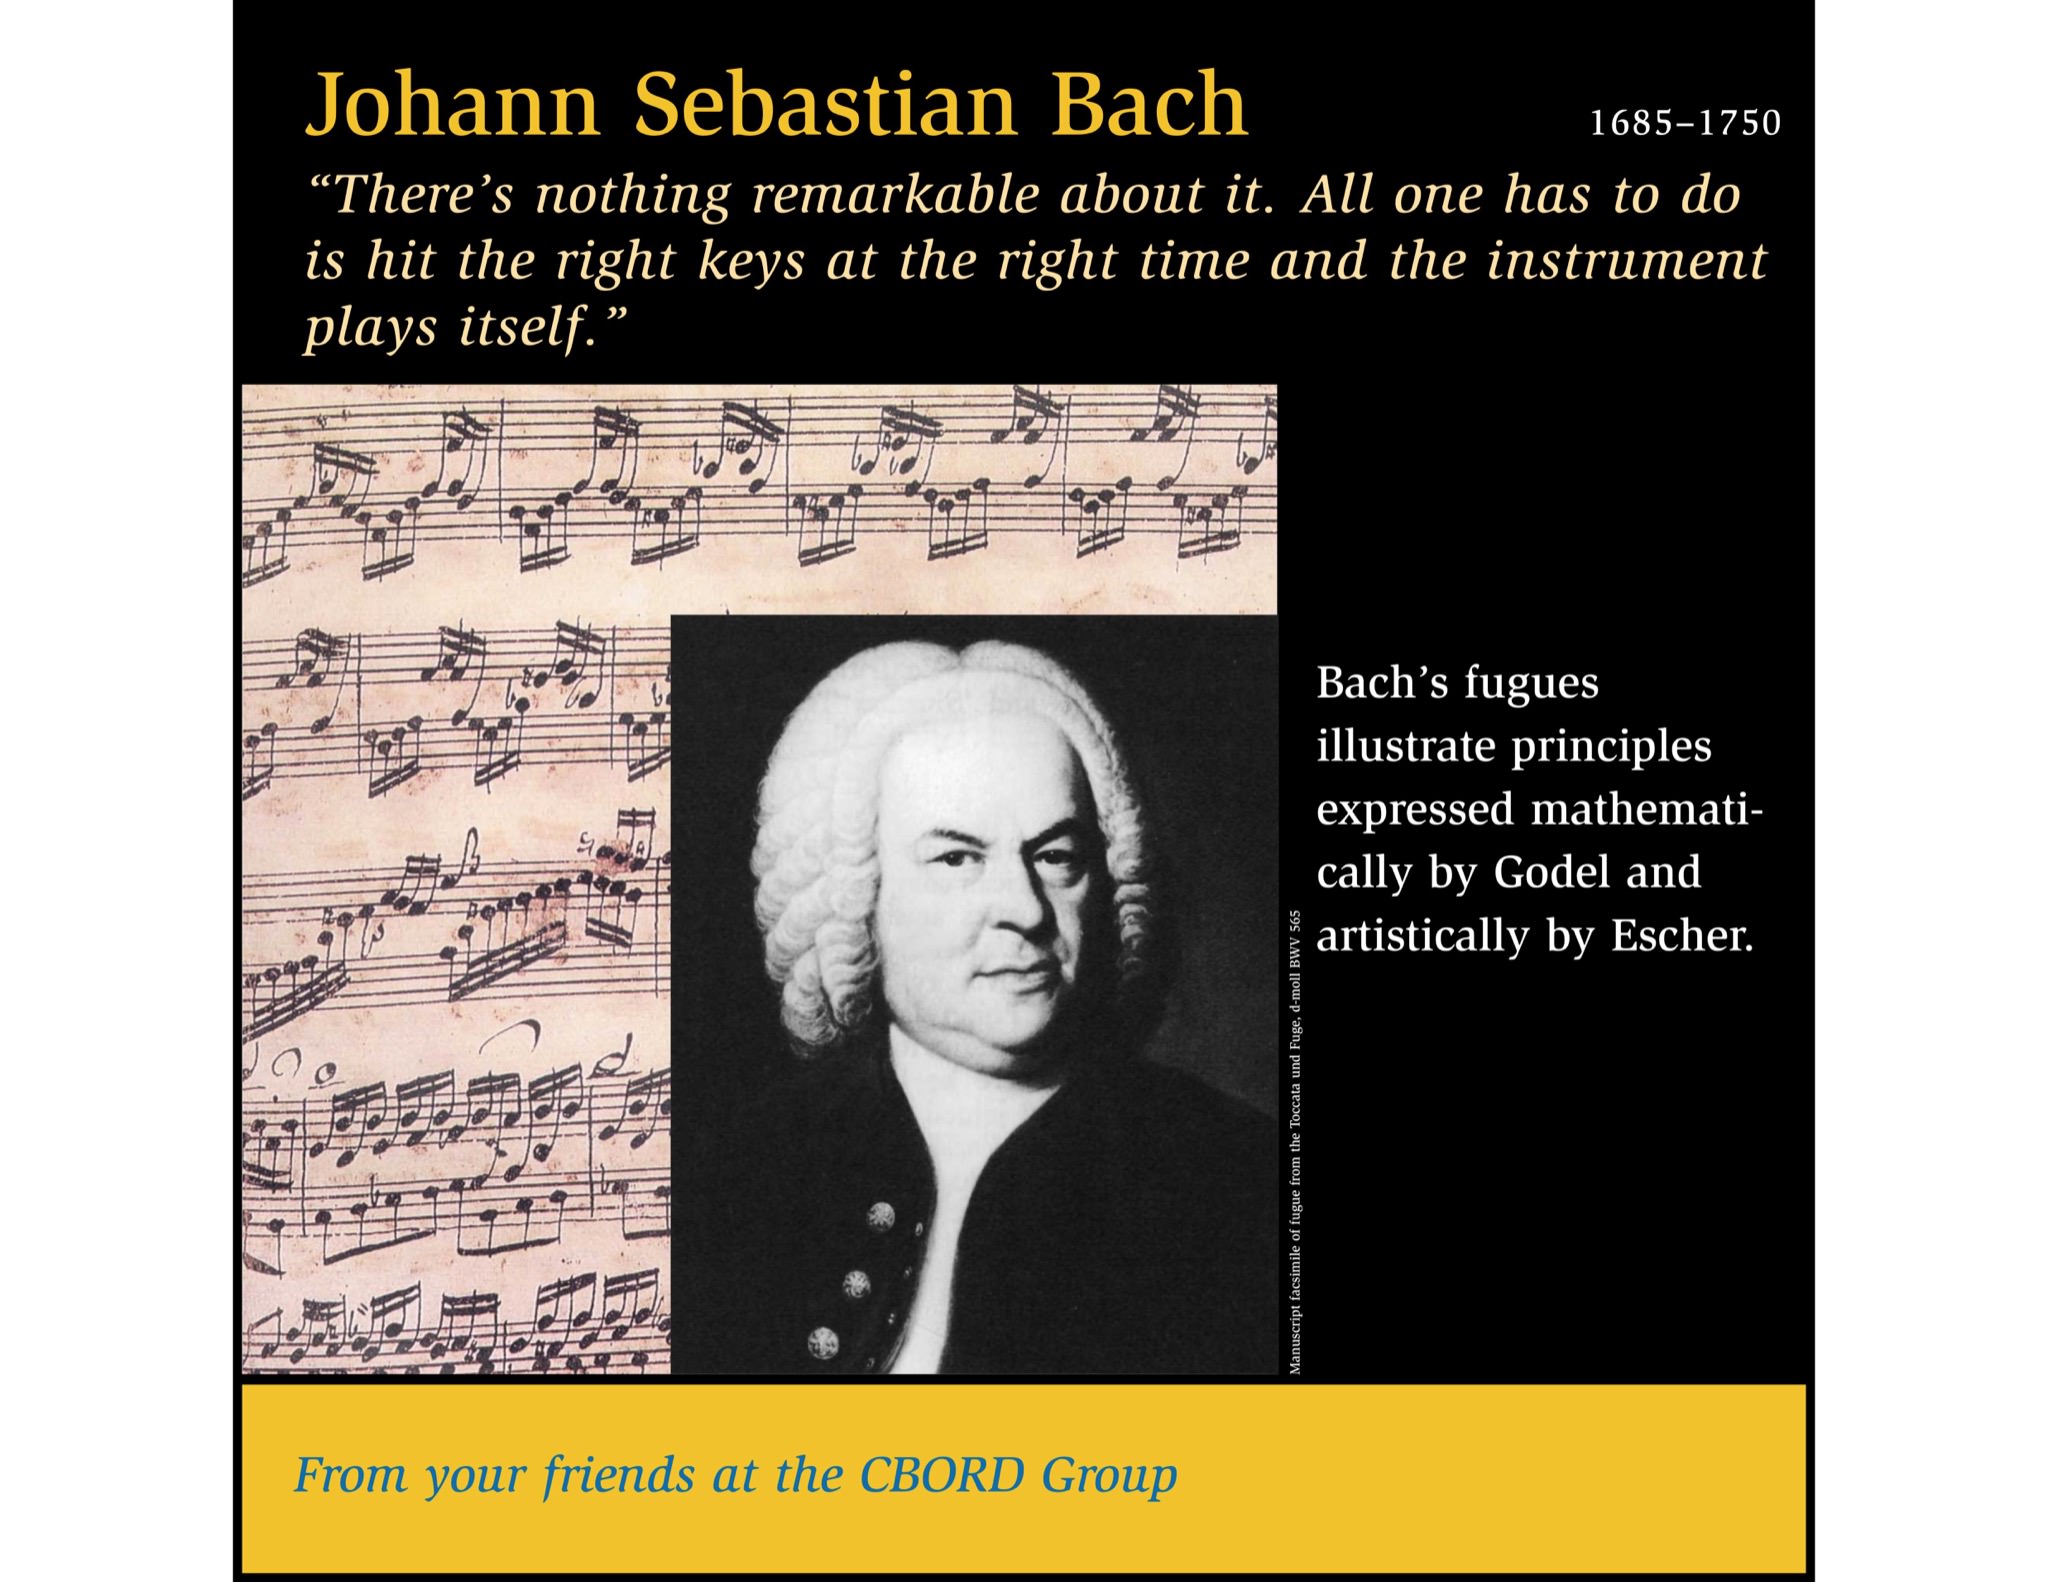 Johann Sebastian Bach
1685–1750
“There’s nothing remarkable about it. All one has to do
is hit the right keys at the right time and the instrument
plays itself.”
Bach’s fugues
illustrate principles
expressed mathemati-
cally by Godel and
artistically by Escher.
Manuscript facsimile of fugue from the Toccata und Fuge, d-moll BWV 565
From your friends at the CBORD Group